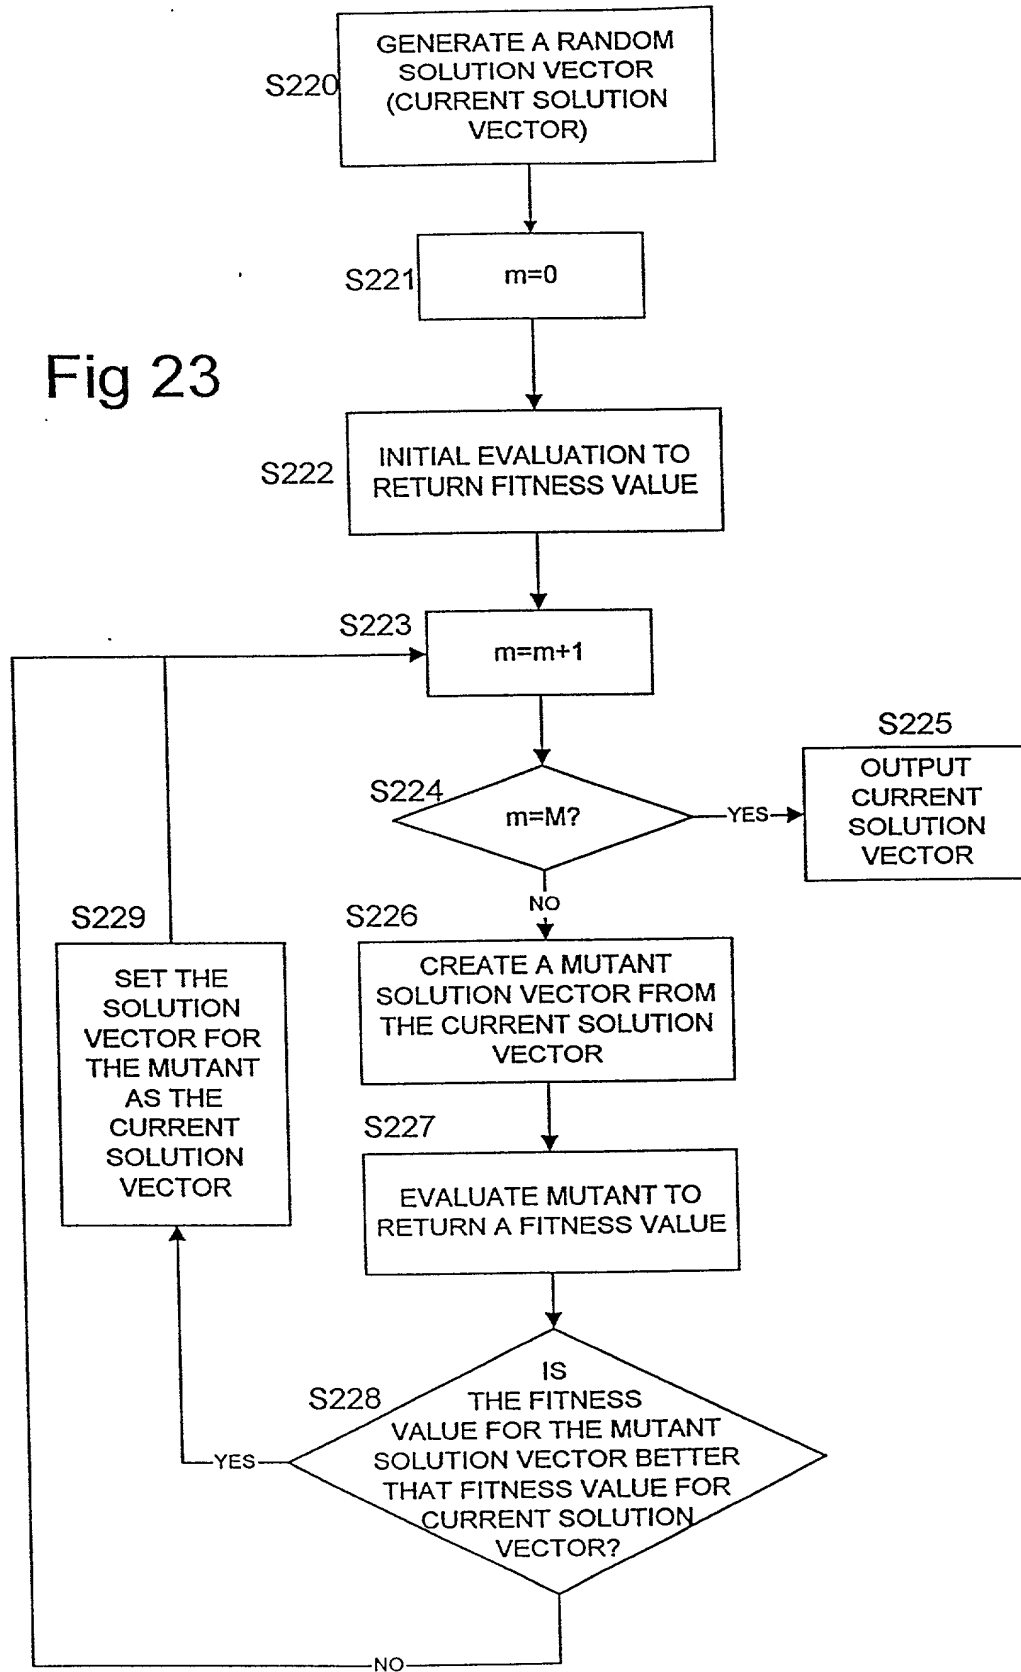 GENERATE A RANDOM
SOLUTION VECTOR
(CURRENT SOLUTION
VECTOR)
S220
m=0
S221
Fig 23
INITIAL EVALUATION TO
RETURN FITNESS VALUE
S222
S223
m=m+1
S224
m=M?
YES
S225
OUTPUT
CURRENT
SOLUTION
VECTOR
NO
S226
CREATE A MUTANT
SOLUTION VECTOR FROM
THE CURRENT SOLUTION
VECTOR
S229
SET THE
SOLUTION
VECTOR FOR
THE MUTANT
AS THE
CURRENT
SOLUTION
VECTOR
S227
EVALUATE MUTANT TO
RETURN A FITNESS VALUE
S228
IS
THE FITNESS
VALUE FOR THE MUTANT
SOLUTION VECTOR BETTER
THAT FITNESS VALUE FOR
CURRENT SOLUTION
VECTOR?
YES
NO